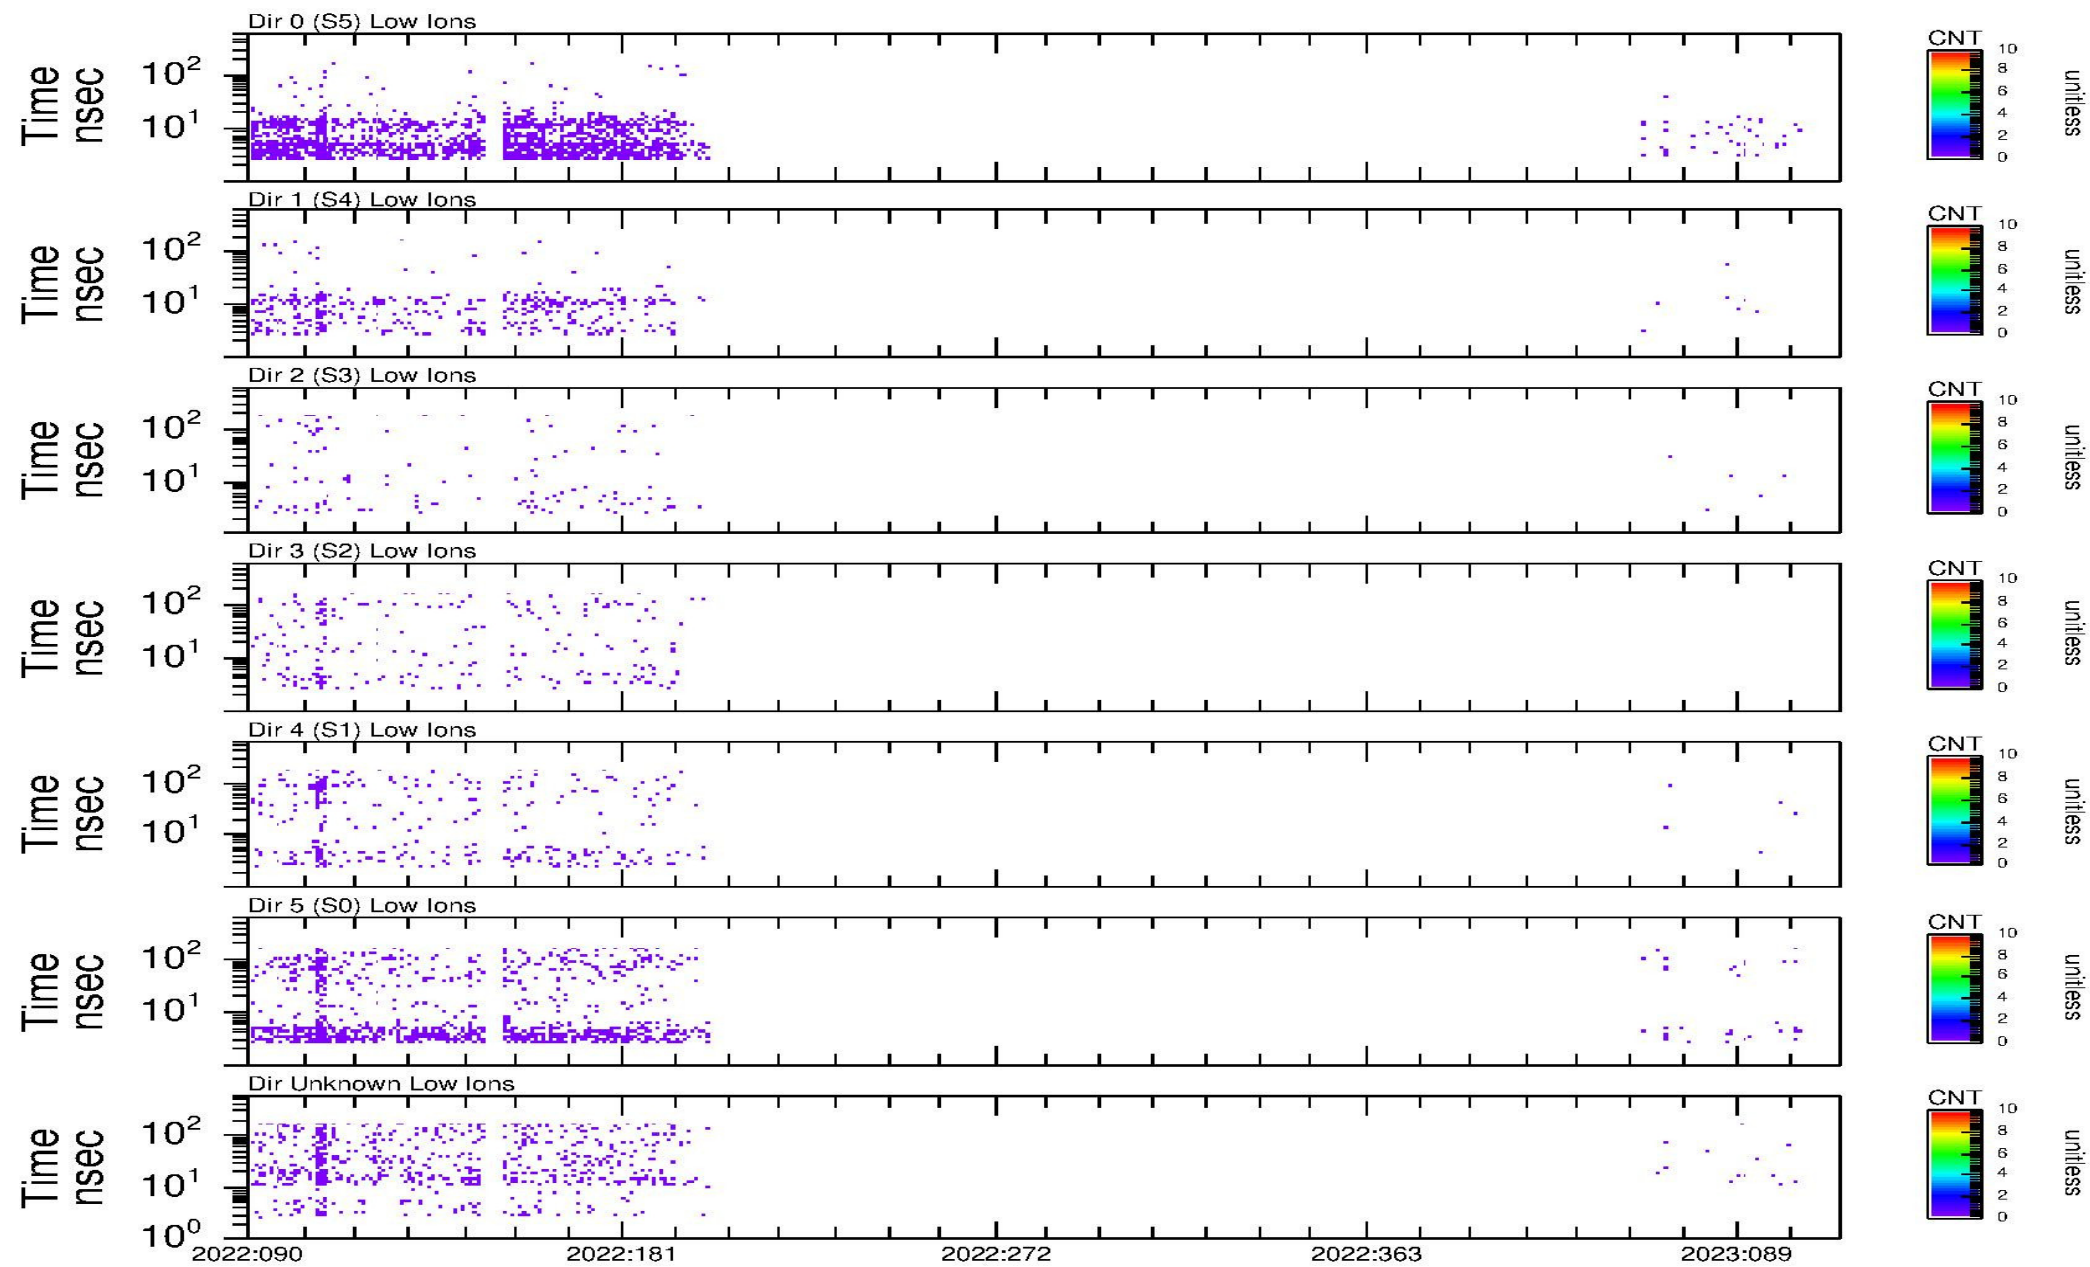 Dir 0 (S5) Low Ions
Time
nsec
10²
10¹
CNT
10
8
6
4
2
0
unitless
Dir 1 (S4) Low Ions
Time
nsec
10²
10¹
CNT
10
8
6
4
2
0
unitless
Dir 2 (S3) Low Ions
Time
nsec
10²
10¹
CNT
10
8
6
4
2
0
unitless
Dir 3 (S2) Low Ions
Time
nsec
10²
10¹
CNT
10
8
6
4
2
0
unitless
Dir 4 (S1) Low Ions
Time
nsec
10²
10¹
CNT
10
8
6
4
2
0
unitless
Dir 5 (S0) Low Ions
Time
nsec
10²
10¹
CNT
10
8
6
4
2
0
unitless
Dir Unknown Low Ions
Time
nsec
10²
10¹
10⁰
CNT
10
8
6
4
2
0
unitless
2022:090 2022:181 2022:272 2022:363 2023:089